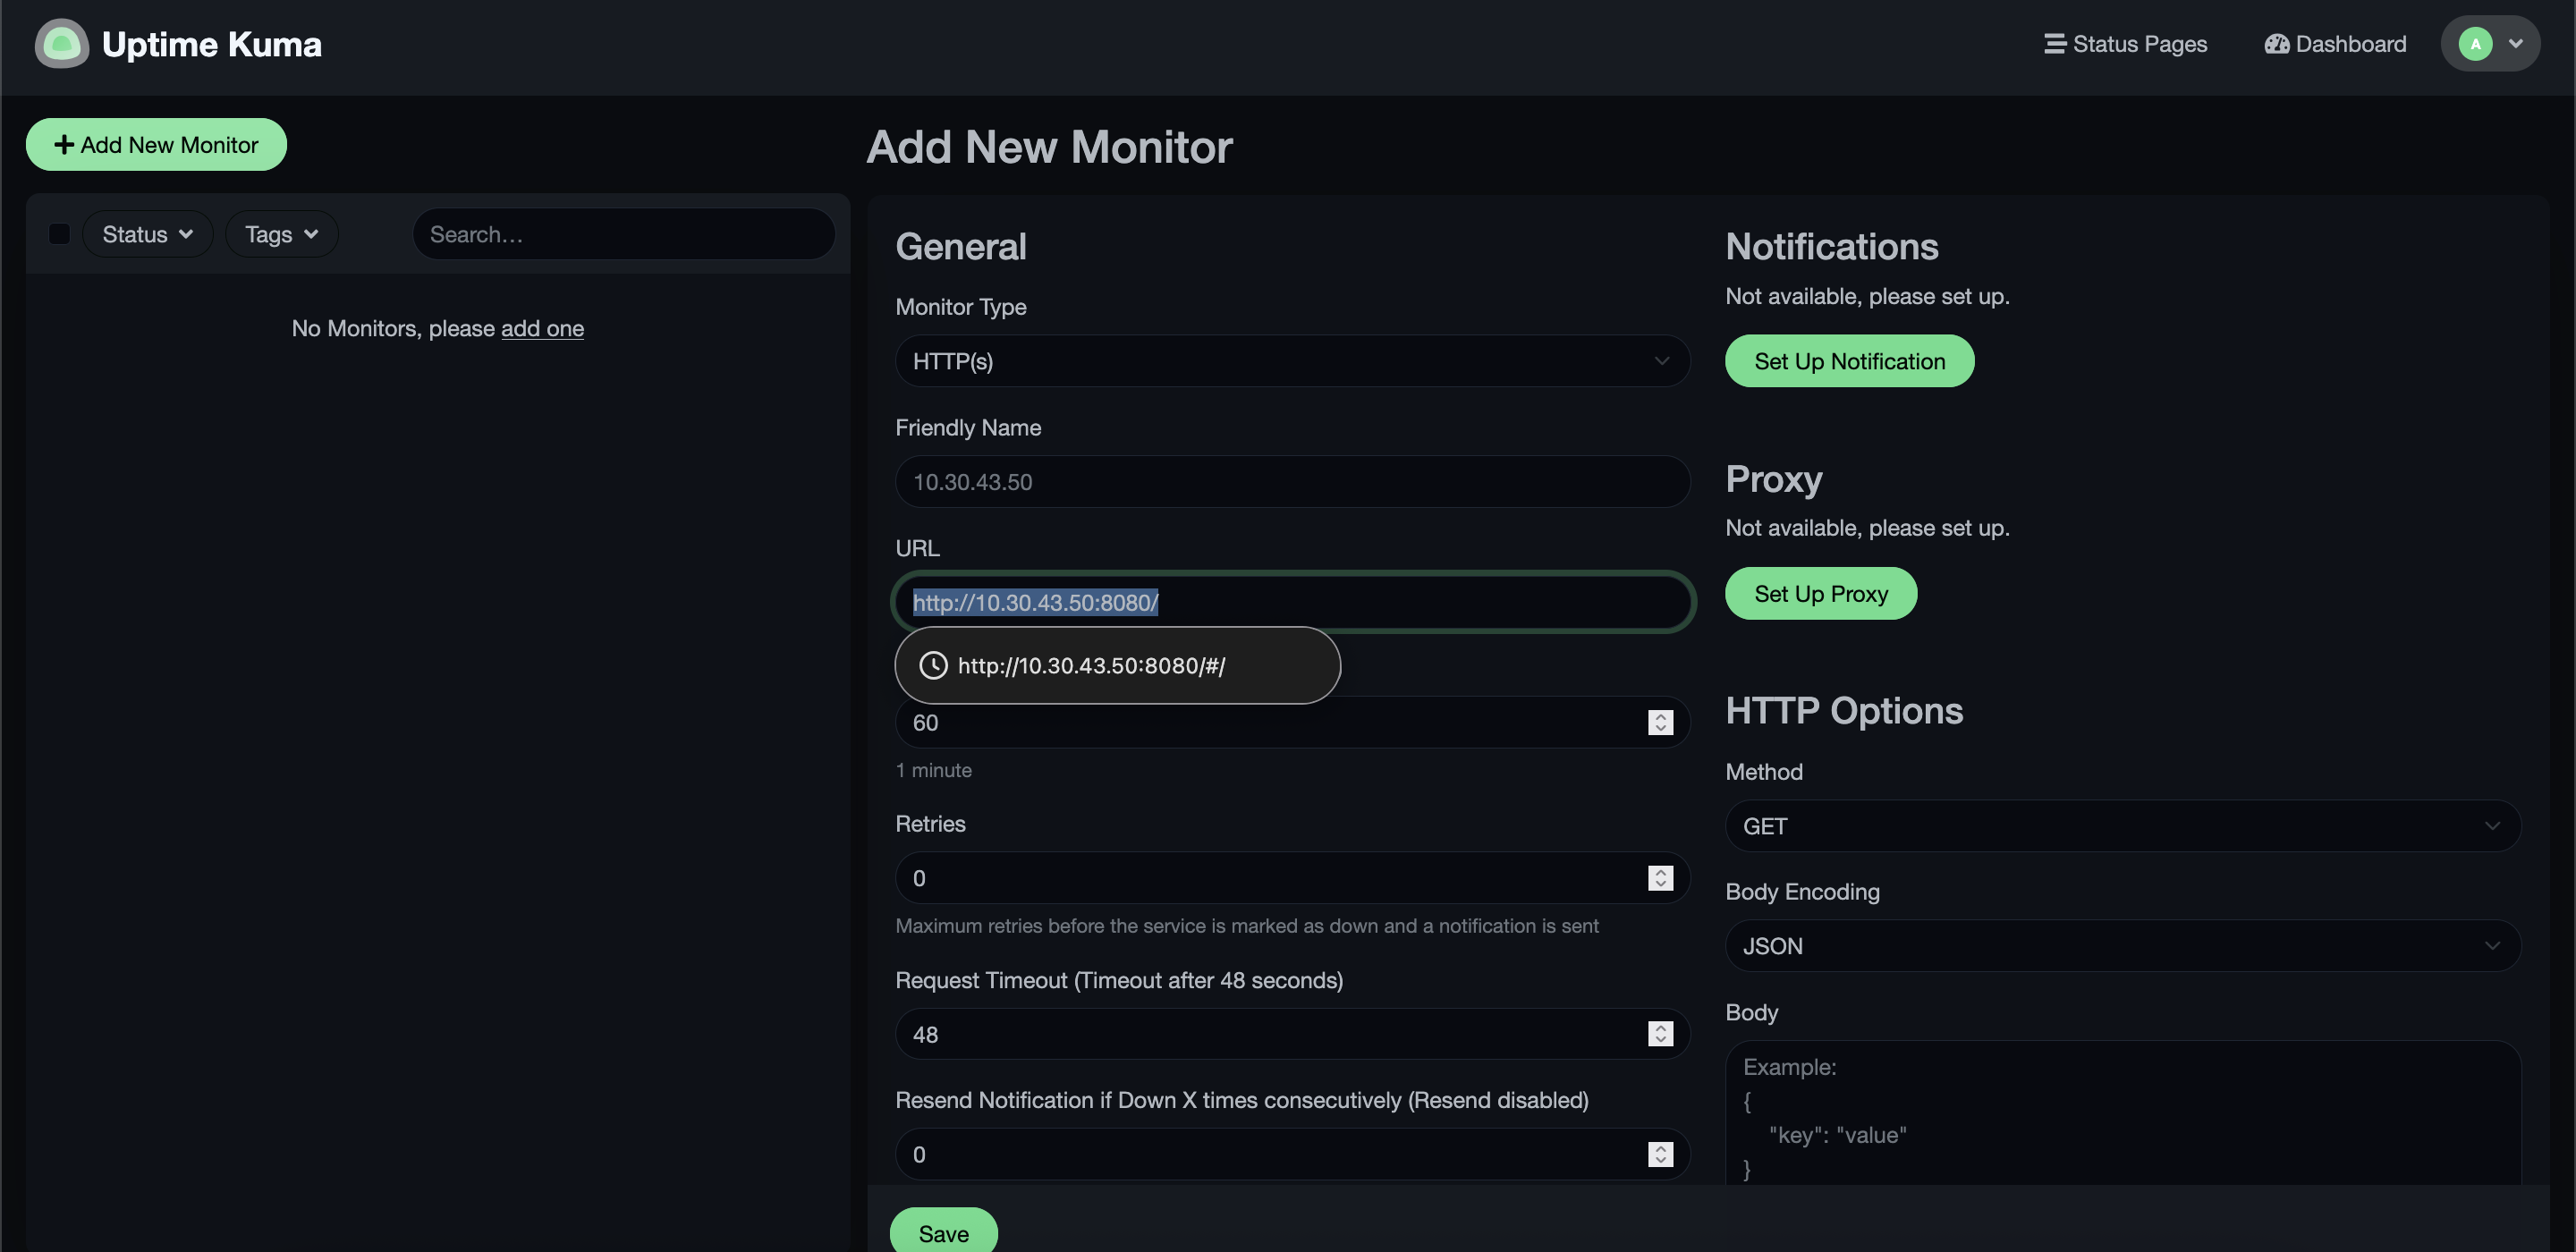 Uptime Kuma
Status Pages
Dashboard
A
Add New Monitor
Status
Tags
Search...
No Monitors, please add one
Add New Monitor
General
Monitor Type
HTTP(s)
Friendly Name
10.30.43.50
URL
http://10.30.43.50:8080/
http://10.30.43.50:8080/#/
60
1 minute
Retries
0
Maximum retries before the service is marked as down and a notification is sent
Request Timeout (Timeout after 48 seconds)
48
Resend Notification if Down X times consecutively (Resend disabled)
0
Save
Notifications
Not available, please set up.
Set Up Notification
Proxy
Not available, please set up.
Set Up Proxy
HTTP Options
Method
GET
Body Encoding
JSON
Body
Example:
{
"key": "value"
}